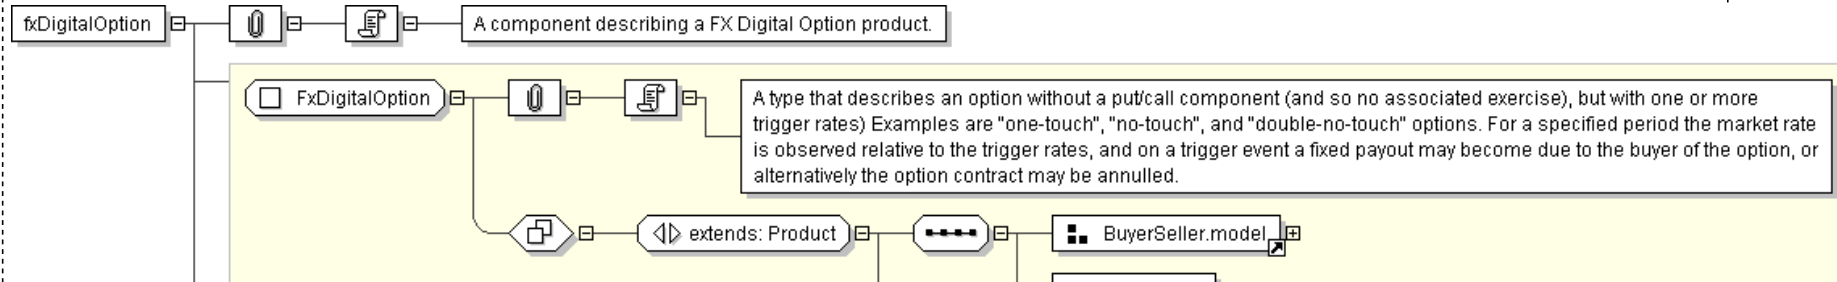 fxDigitalOption
A component describing a FX Digital Option product.
FxDigitalOption
A type that describes an option without a put/call component (and so no associated exercise), but with one or more
trigger rates) Examples are "one-touch", "no-touch", and "double-no-touch" options. For a specified period the market rate
is observed relative to the trigger rates, and on a trigger event a fixed payout may become due to the buyer of the option, or
alternatively the option contract may be annulled.
extends: Product
BuyerSeller.model